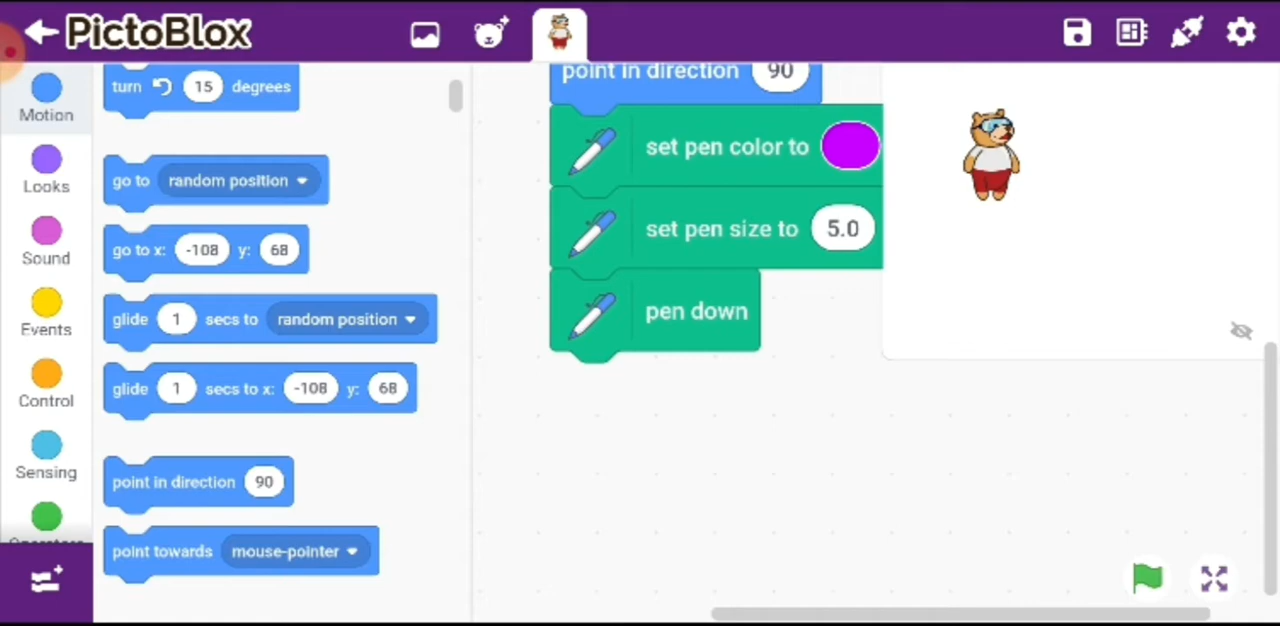 PictoBlox
Motion
Looks
Sound
Events
Control
Sensing
Operators
turn 15 degrees
go to random position
go to x: -108 y: 68
glide 1 secs to random position
glide 1 secs to x: -108 y: 68
point in direction 90
point towards mouse-pointer
point in direction 90
set pen color to
set pen size to 5.0
pen down